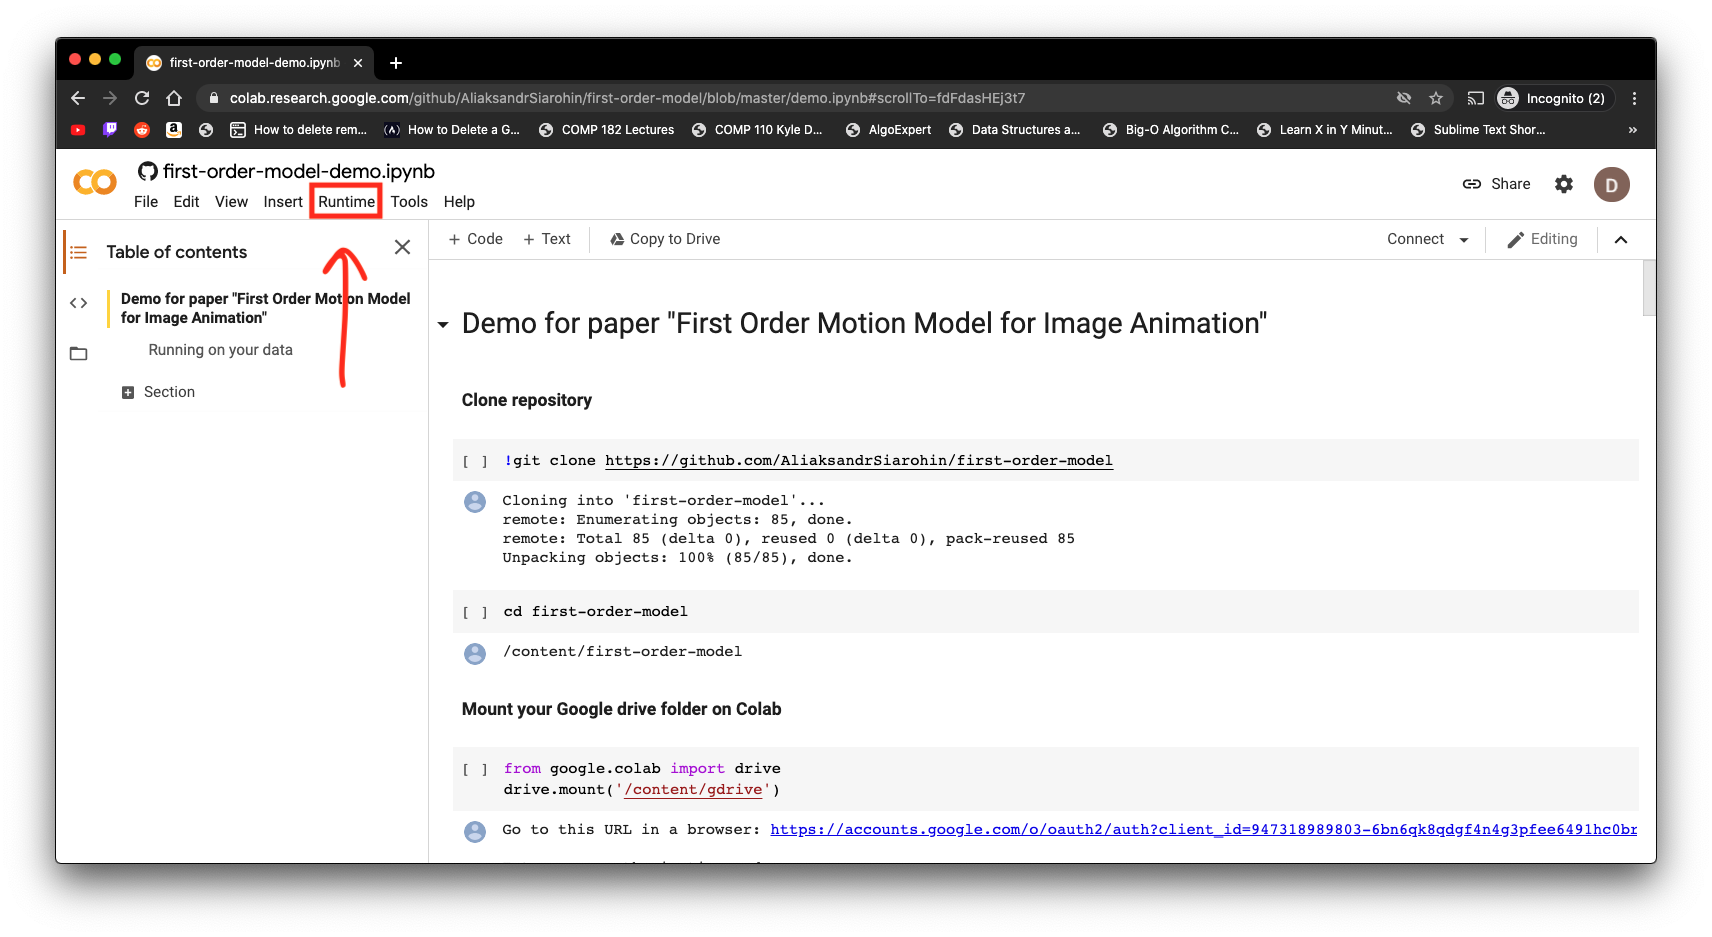 first-order-model-demo.ipynb
colab.research.google.com/github/AliaksandrSiarohin/first-order-model/blob/master/demo.ipynb#scrollTo=fdFdasHEj3t7
Incognito (2)
How to delete rem... How to Delete a G... COMP 182 Lectures COMP 110 Kyle D... AlgoExpert Data Structures a... Big-O Algorithm C... Learn X in Y Minut... Sublime Text Shor... »
first-order-model-demo.ipynb
File Edit View Insert Runtime Tools Help
Share
D
Table of contents
Demo for paper "First Order Motion Model
for Image Animation"
Running on your data
Section
+ Code + Text Copy to Drive
Connect Editing
Demo for paper "First Order Motion Model for Image Animation"
Clone repository
[ ] !git clone https://github.com/AliaksandrSiarohin/first-order-model
Cloning into 'first-order-model'...
remote: Enumerating objects: 85, done.
remote: Total 85 (delta 0), reused 0 (delta 0), pack-reused 85
Unpacking objects: 100% (85/85), done.
[ ] cd first-order-model
/content/first-order-model
Mount your Google drive folder on Colab
[ ] from google.colab import drive
drive.mount('/content/gdrive')
Go to this URL in a browser: https://accounts.google.com/o/oauth2/auth?client_id=947318989803-6bn6qk8qdgf4n4g3pfee6491hc0br